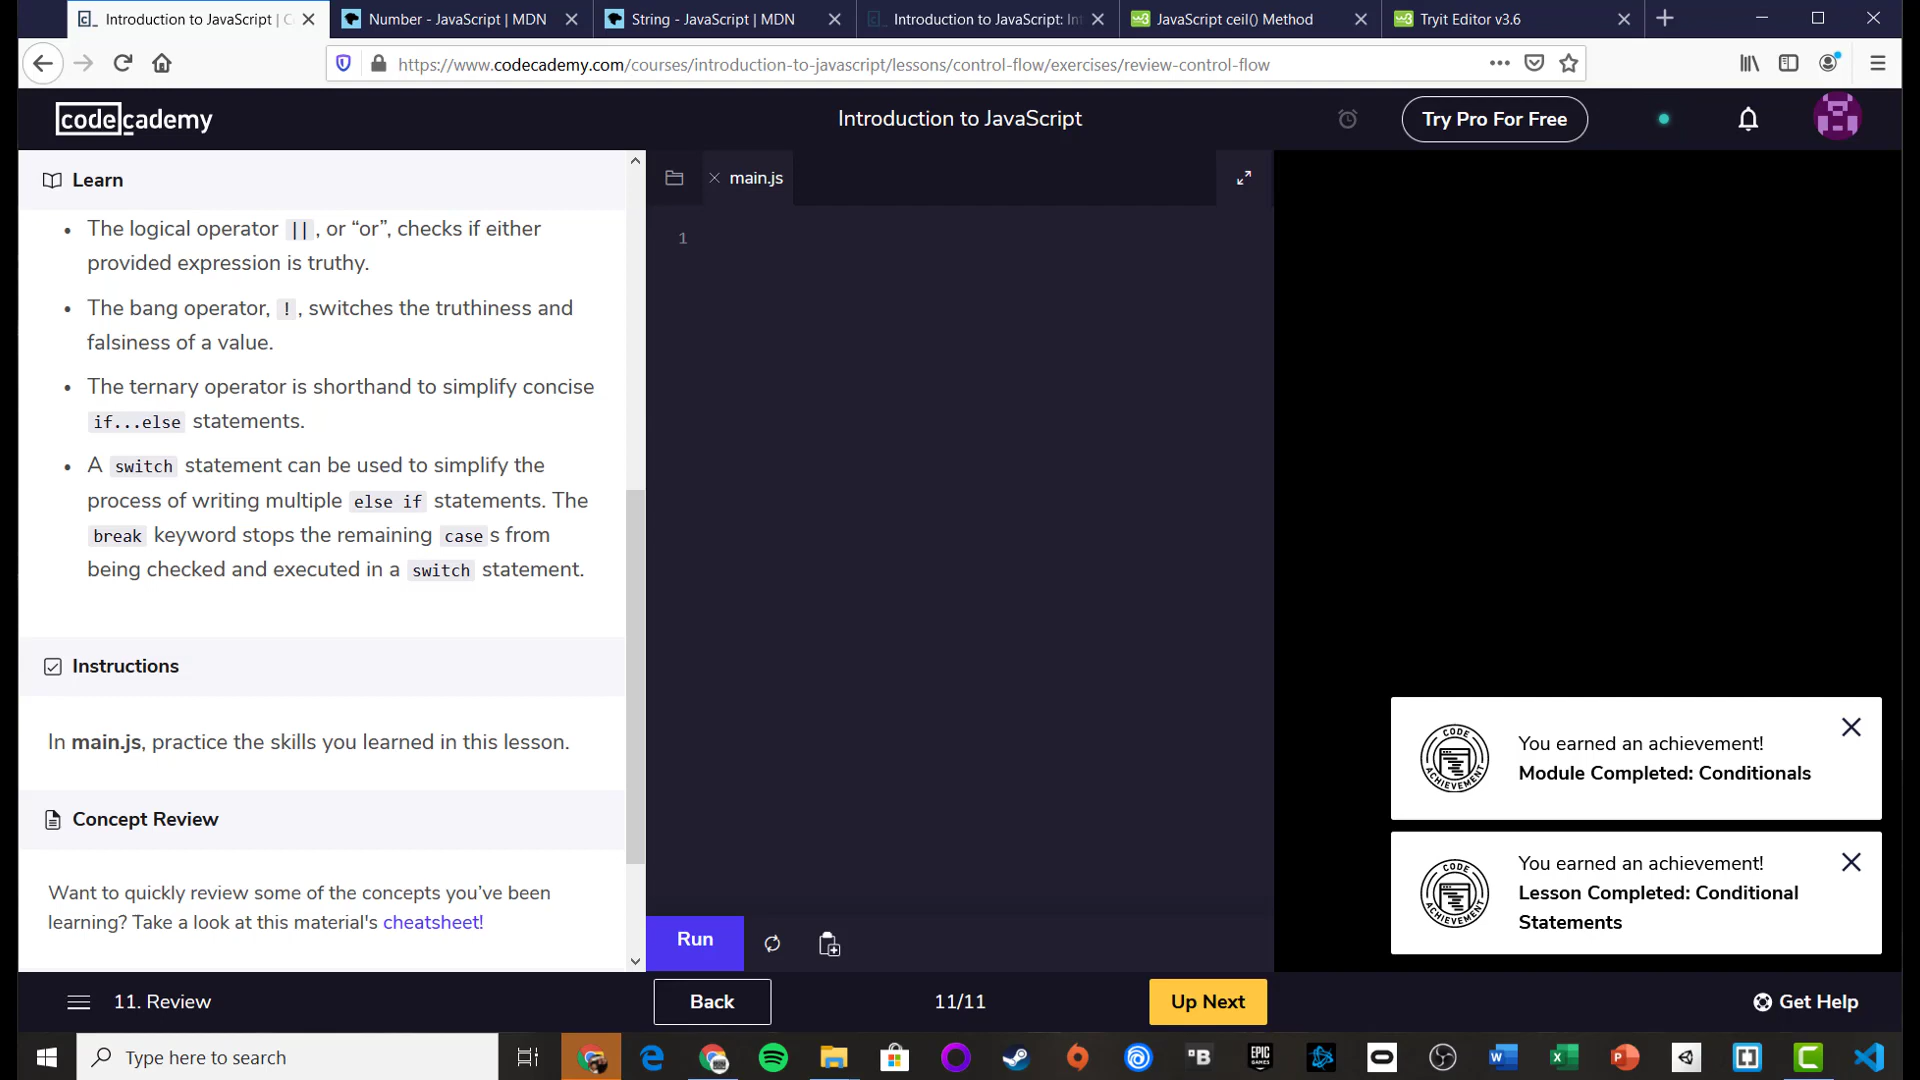 Introduction to JavaScript | C
Number - JavaScript | MDN
String - JavaScript | MDN
Introduction to JavaScript: In
JavaScript ceil() Method
Tryit Editor v3.6
https://www.codecademy.com/courses/introduction-to-javascript/lessons/control-flow/exercises/review-control-flow
codecademy
Introduction to JavaScript
Try Pro For Free
Learn
main.js
• The logical operator ||, or “or”, checks if either
provided expression is truthy.
• The bang operator, !, switches the truthiness and
falsiness of a value.
• The ternary operator is shorthand to simplify concise
if...else statements.
• A switch statement can be used to simplify the
process of writing multiple else if statements. The
break keyword stops the remaining cases from
being checked and executed in a switch statement.
Instructions
In main.js, practice the skills you learned in this lesson.
Concept Review
Want to quickly review some of the concepts you’ve been
learning? Take a look at this material's cheatsheet!
1
Run
CODE ACHIEVEMENT
You earned an achievement!
Module Completed: Conditionals
CODE ACHIEVEMENT
You earned an achievement!
Lesson Completed: Conditional
Statements
11. Review
Back
11/11
Up Next
Get Help
Type here to search
B
EPIC
GAMES